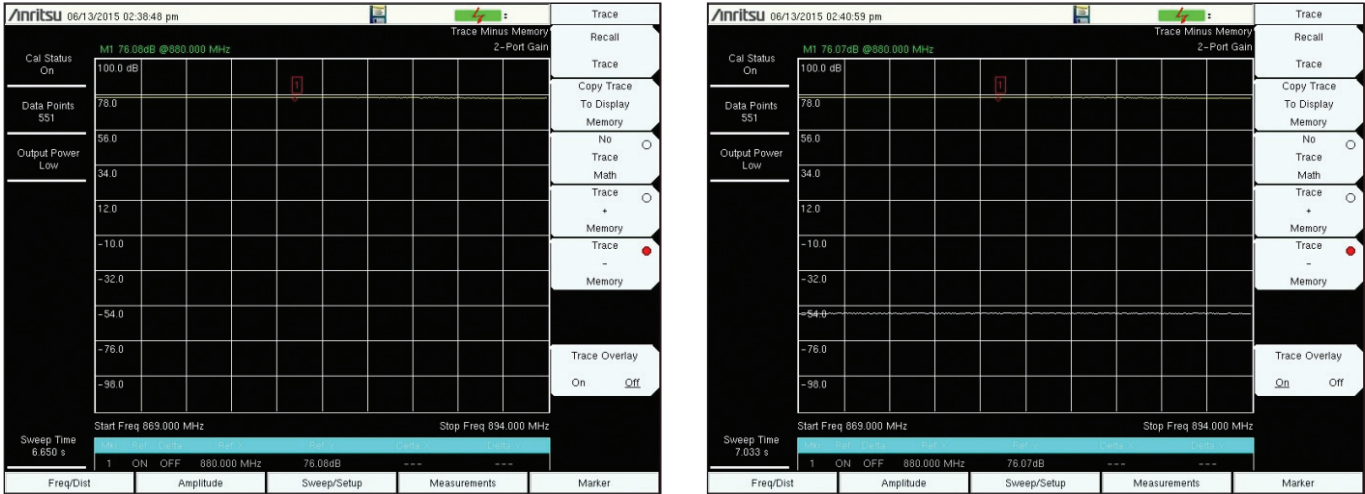 Anritsu 06/13/2015 02:38:48 pm
Trace
Trace Minus Memory
M1 76.08dB @880.000 MHz
2-Port Gain
Cal Status
On
Data Points
551
Output Power
Low
100.0 dB
1
78.0
56.0
34.0
12.0
-10.0
-32.0
-54.0
-76.0
-98.0
Recall
Trace
Copy Trace
To Display
Memory
No
Trace
Math
Trace
+
Memory
Trace
-
Memory
Trace Overlay
On Off
Start Freq 869.000 MHz
Stop Freq 894.000 MHz
Sweep Time
6.650 s
1 ON OFF 880.000 MHz 76.08dB --- ---
Freq/Dist
Amplitude
Sweep/Setup
Measurements
Marker
Anritsu 06/13/2015 02:40:59 pm
Trace
Trace Minus Memory
M1 76.07dB @880.000 MHz
2-Port Gain
Cal Status
On
Data Points
551
Output Power
Low
100.0 dB
1
78.0
56.0
34.0
12.0
-10.0
-32.0
-54.0
-76.0
-98.0
Recall
Trace
Copy Trace
To Display
Memory
No
Trace
Math
Trace
+
Memory
Trace
-
Memory
Trace Overlay
On Off
Start Freq 869.000 MHz
Stop Freq 894.000 MHz
Sweep Time
7.033 s
1 ON OFF 880.000 MHz 76.07dB --- ---
Freq/Dist
Amplitude
Sweep/Setup
Measurements
Marker